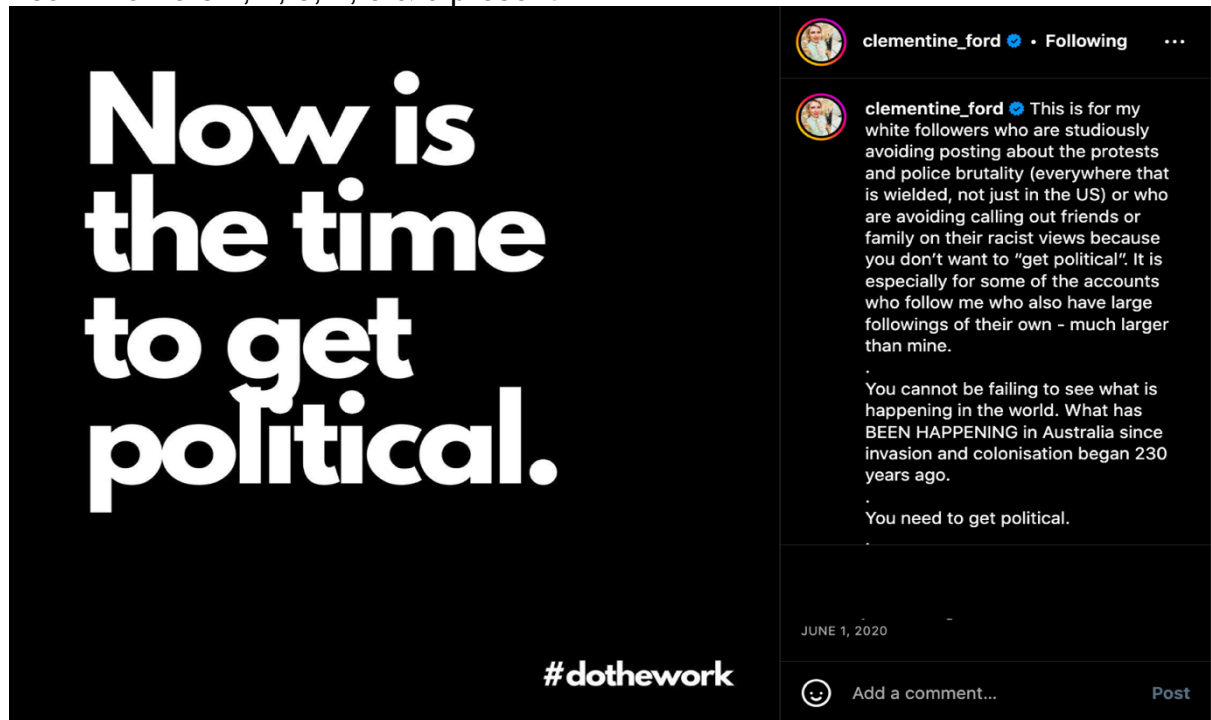 Now is
the time
to get
political.
#dothework
clementine_ford • Following ...
clementine_ford This is for my
white followers who are studiously
avoiding posting about the protests
and police brutality (everywhere that
is wielded, not just in the US) or who
are avoiding calling out friends or
family on their racist views because
you don’t want to “get political”. It is
especially for some of the accounts
who follow me who also have large
followings of their own - much larger
than mine.
.
You cannot be failing to see what is
happening in the world. What has
BEEN HAPPENING in Australia since
invasion and colonisation began 230
years ago.
.
You need to get political.
.
JUNE 1, 2020
Add a comment... Post